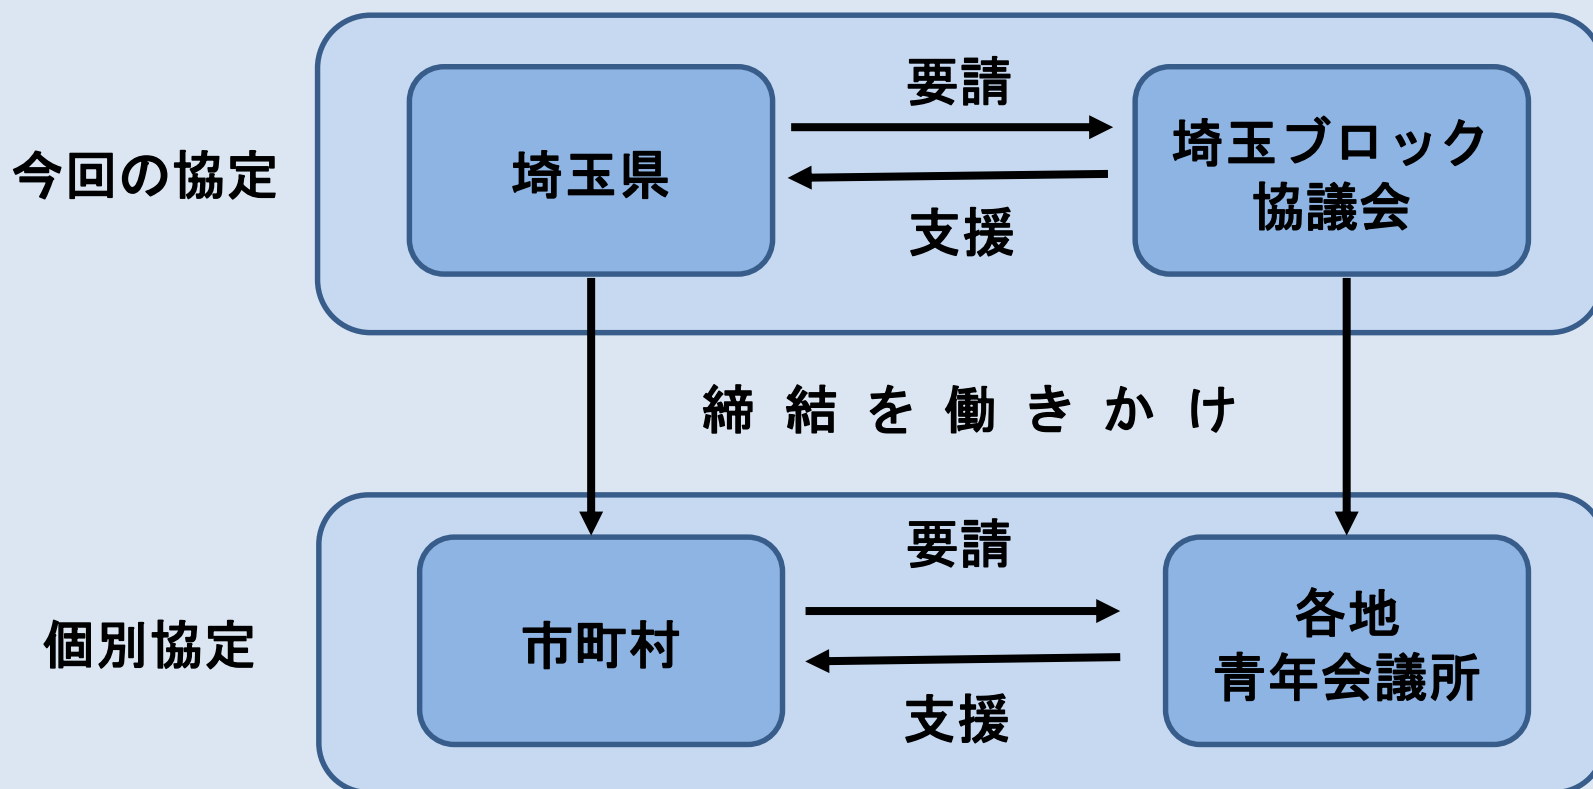 今回の協定
埼玉県
要請
支援
埼玉ブロック
協議会
締結を働きかけ
個別協定
市町村
要請
支援
各地
青年会議所